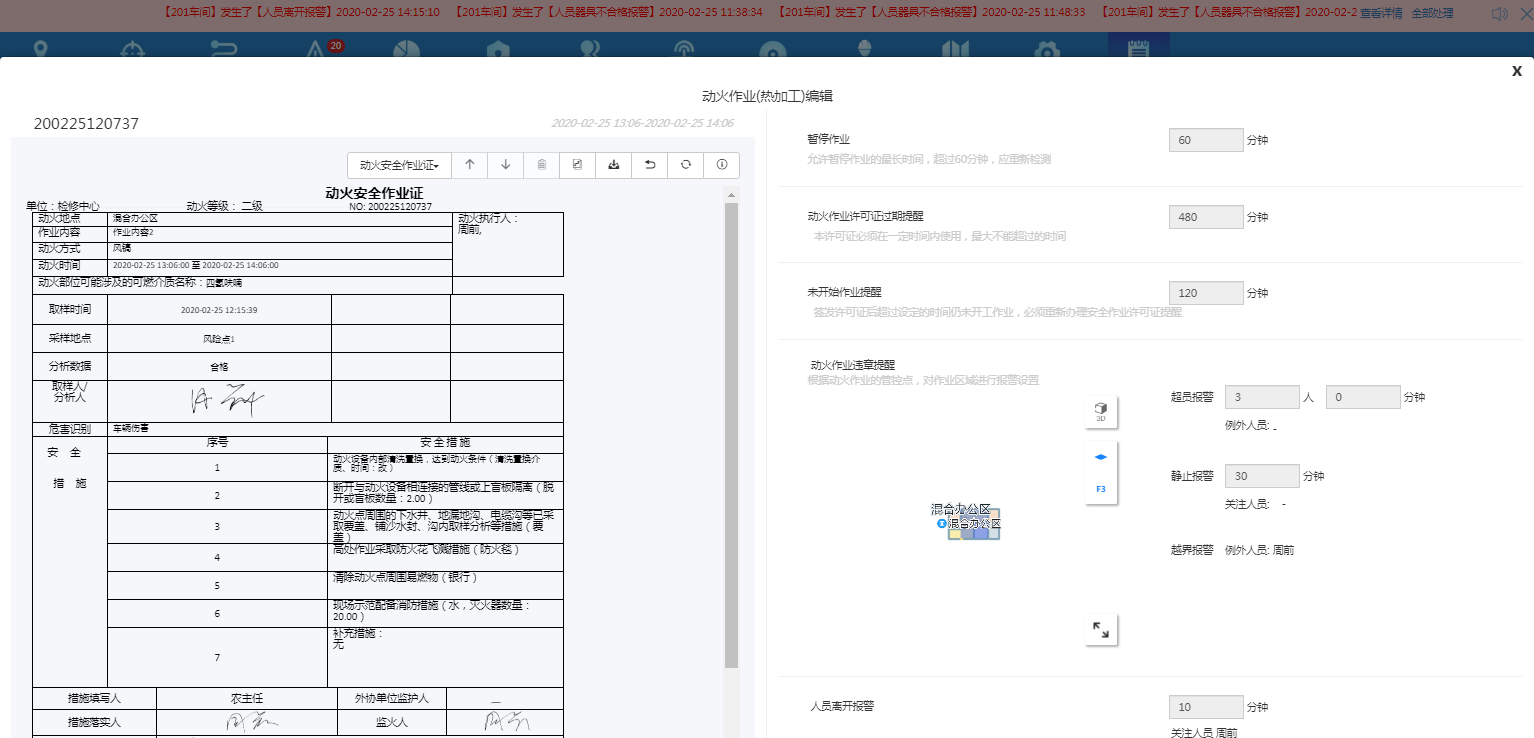 【201车间】发生了【人员离开报警】2020-02-25 14:15:10 【201车间】发生了【人员器具不合格报警】2020-02-25 11:38:34 【201车间】发生了【人员器具不合格报警】2020-02-25 11:48:33 【201车间】发生了【人员器具不合格报警】2020-02-2 查看详情 全部处理
20
X
动火作业(热加工)编辑
200225120737
2020-02-25 13:06-2020-02-25 14:06
动火安全作业证
动火安全作业证
单位：检修中心 动火等级： 二级 NO: 200225120737
动火地点 混合办公区 动火执行人：
周前,
作业内容 作业内容2
动火方式 风镐
动火时间 2020-02-25 13:06:00 至 2020-02-25 14:06:00
动火部位可能涉及的可燃介质名称：四氢呋喃
取样时间 2020-02-25 12:15:39
采样地点 风险点1
分析数据 合格
取样人/
分析人
危害识别 车辆伤害
安 全
措 施
序号 安 全 措 施
1 动火设备内部清洗置换，达到动火条件（清洗置换介
质、时间：改）
2 断开与动火设备相连接的管线或上盲板隔离（脱
开或盲板数量：2.00 ）
3 动火点周围的下水井、地漏地沟、电缆沟等已采
取覆盖、铺沙水封、沟内取样分析等措施（覆
盖）
4 高处作业采取防火花飞溅措施（防火毯）
5 清除动火点周围易燃物（银行）
6 现场示范配备消防措施（水，灭火器数量：
20.00 ）
7 补充措施：
无
措施填写人 农主任 外协单位监护人 __
措施落实人 监火人
暂停作业 60 分钟
允许暂停作业的最长时间，超过60分钟，应重新检测
动火作业许可证过期提醒 480 分钟
本许可证必须在一定时间内使用，最大不能超过的时间
未开始作业提醒 120 分钟
签发许可证后超过设定的时间仍未开工作业，必须重新办理安全作业许可证提醒
动火作业违章提醒
根据动火作业的管控点，对作业区域进行报警设置
3D
F3
混合办公区
混合办公区
超员报警 3 人 0 分钟
例外人员: -
静止报警 30 分钟
关注人员: -
越界报警 例外人员: 周前
人员离开报警 10 分钟
关注人员 周前